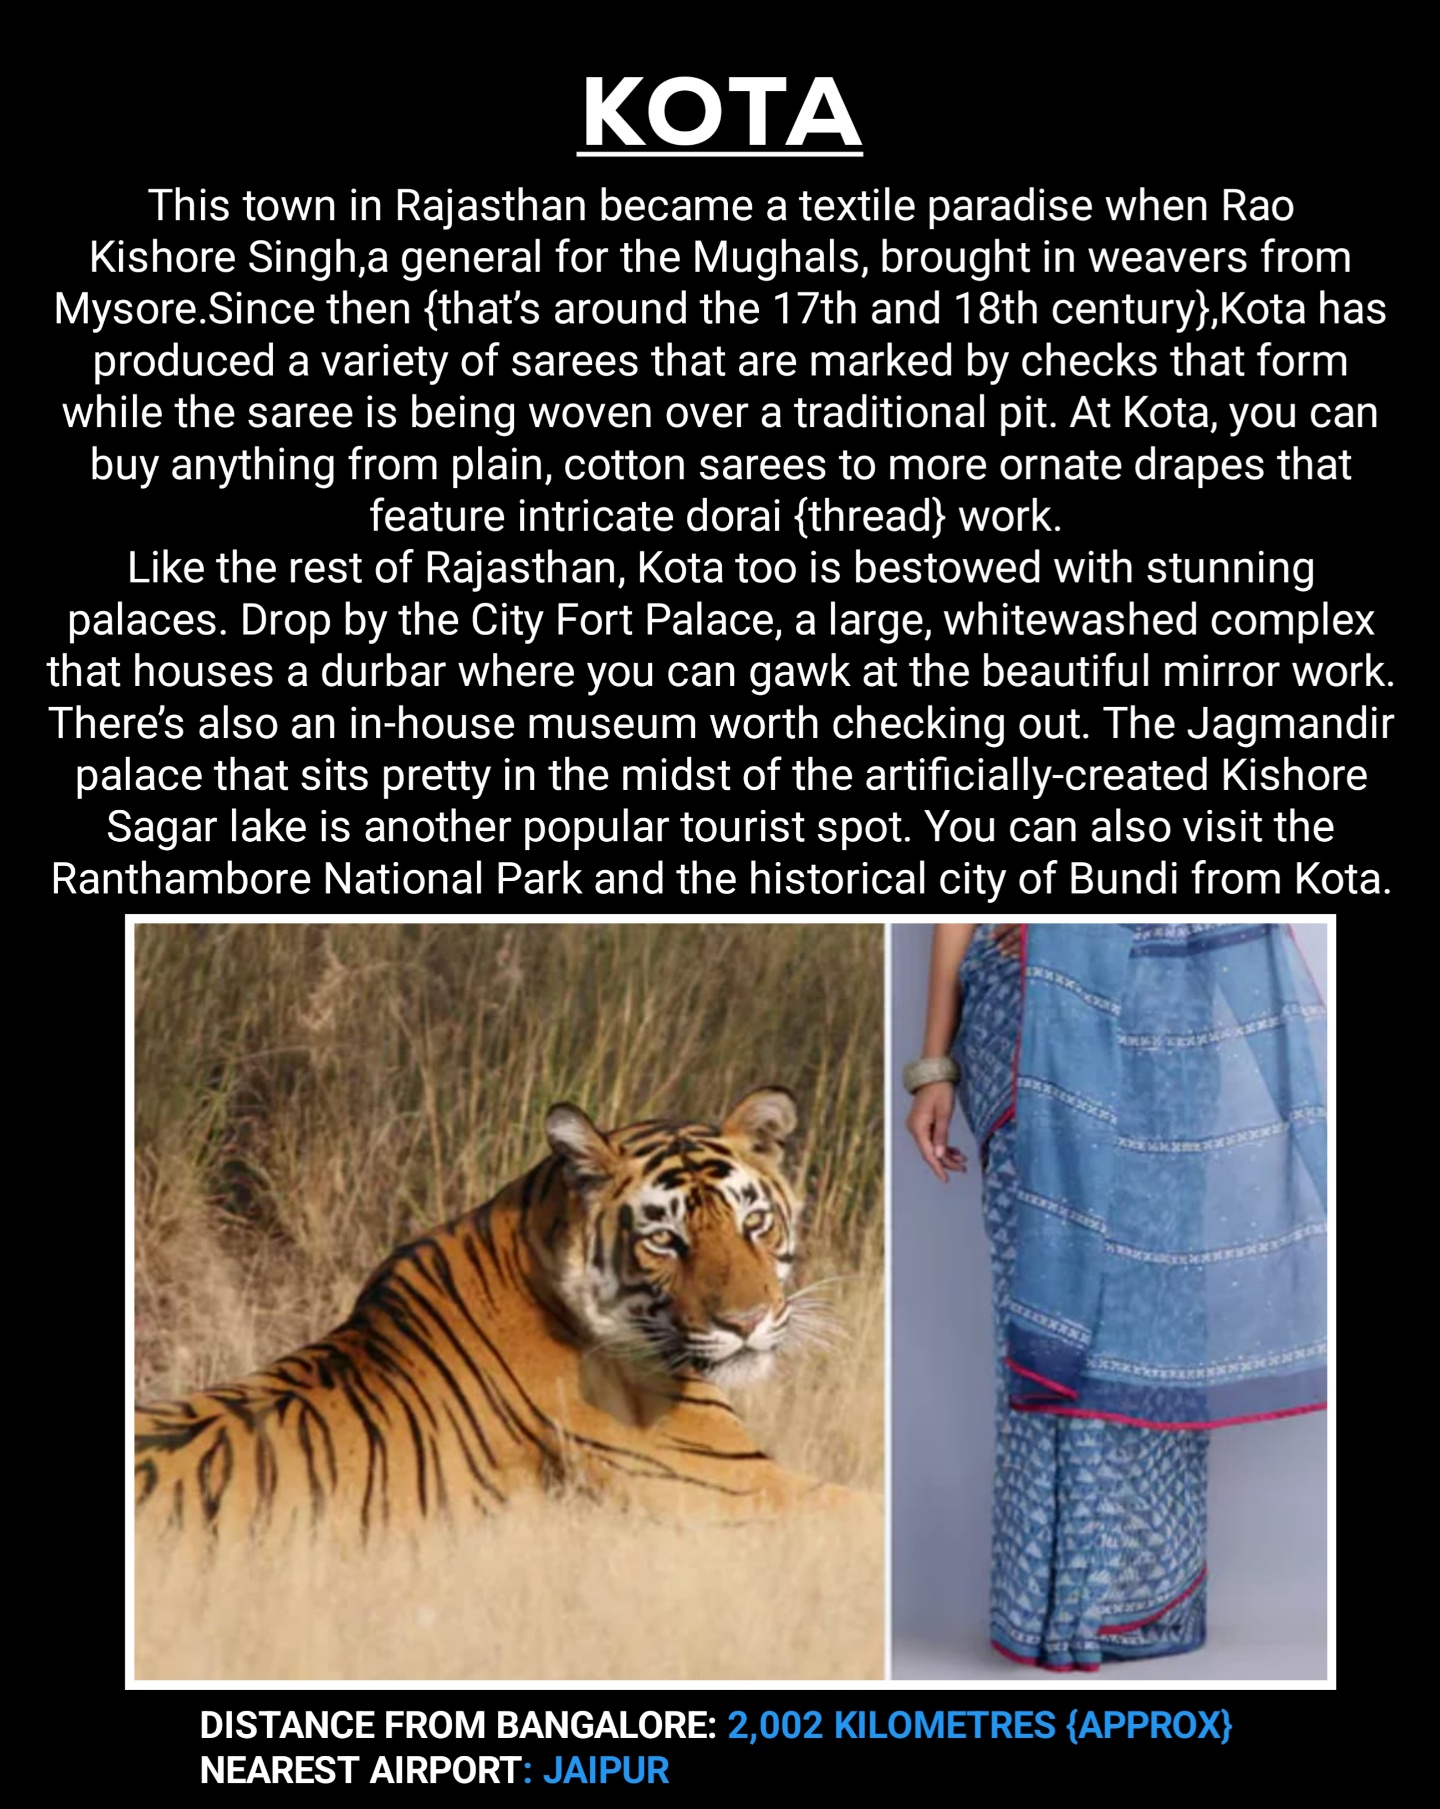 KOTA
This town in Rajasthan became a textile paradise when Rao
Kishore Singh,a general for the Mughals, brought in weavers from
Mysore.Since then {that’s around the 17th and 18th century},Kota has
produced a variety of sarees that are marked by checks that form
while the saree is being woven over a traditional pit. At Kota, you can
buy anything from plain, cotton sarees to more ornate drapes that
feature intricate dorai {thread} work.
Like the rest of Rajasthan, Kota too is bestowed with stunning
palaces. Drop by the City Fort Palace, a large, whitewashed complex
that houses a durbar where you can gawk at the beautiful mirror work.
There’s also an in-house museum worth checking out. The Jagmandir
palace that sits pretty in the midst of the artificially-created Kishore
Sagar lake is another popular tourist spot. You can also visit the
Ranthambore National Park and the historical city of Bundi from Kota.
DISTANCE FROM BANGALORE: 2,002 KILOMETRES {APPROX}
NEAREST AIRPORT: JAIPUR